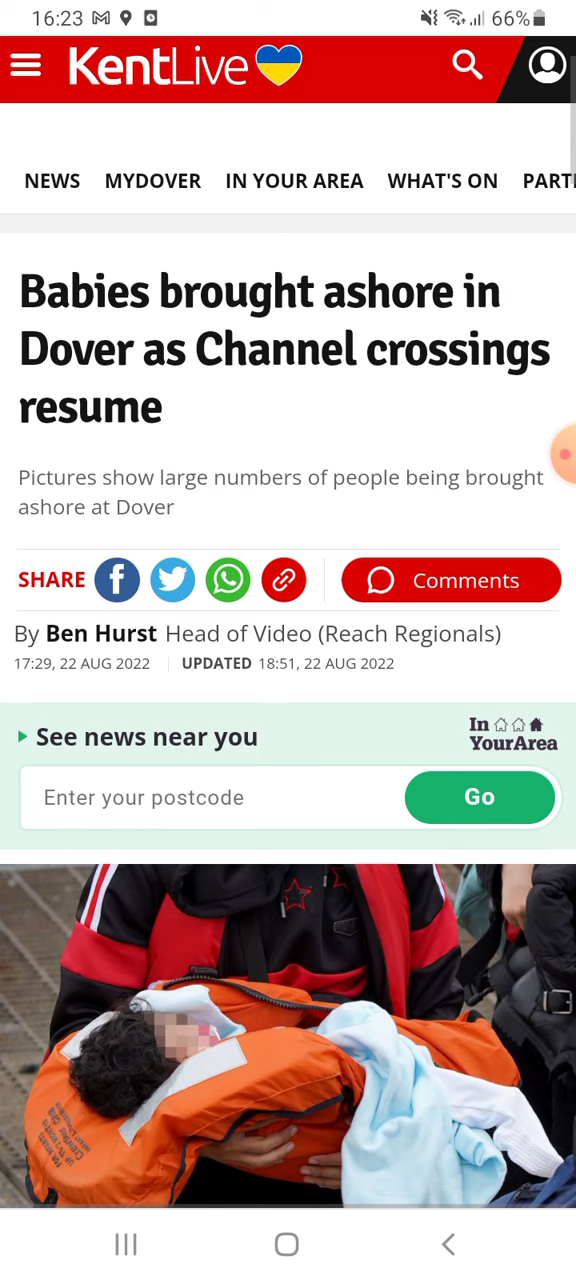 16:23 66%
KentLive
NEWS MYDOVER IN YOUR AREA WHAT'S ON PARTI
Babies brought ashore in
Dover as Channel crossings
resume
Pictures show large numbers of people being brought
ashore at Dover
SHARE Comments
By Ben Hurst Head of Video (Reach Regionals)
17:29, 22 AUG 2022 UPDATED 18:51, 22 AUG 2022
See news near you
In
YourArea
Enter your postcode Go
FOR INFANT